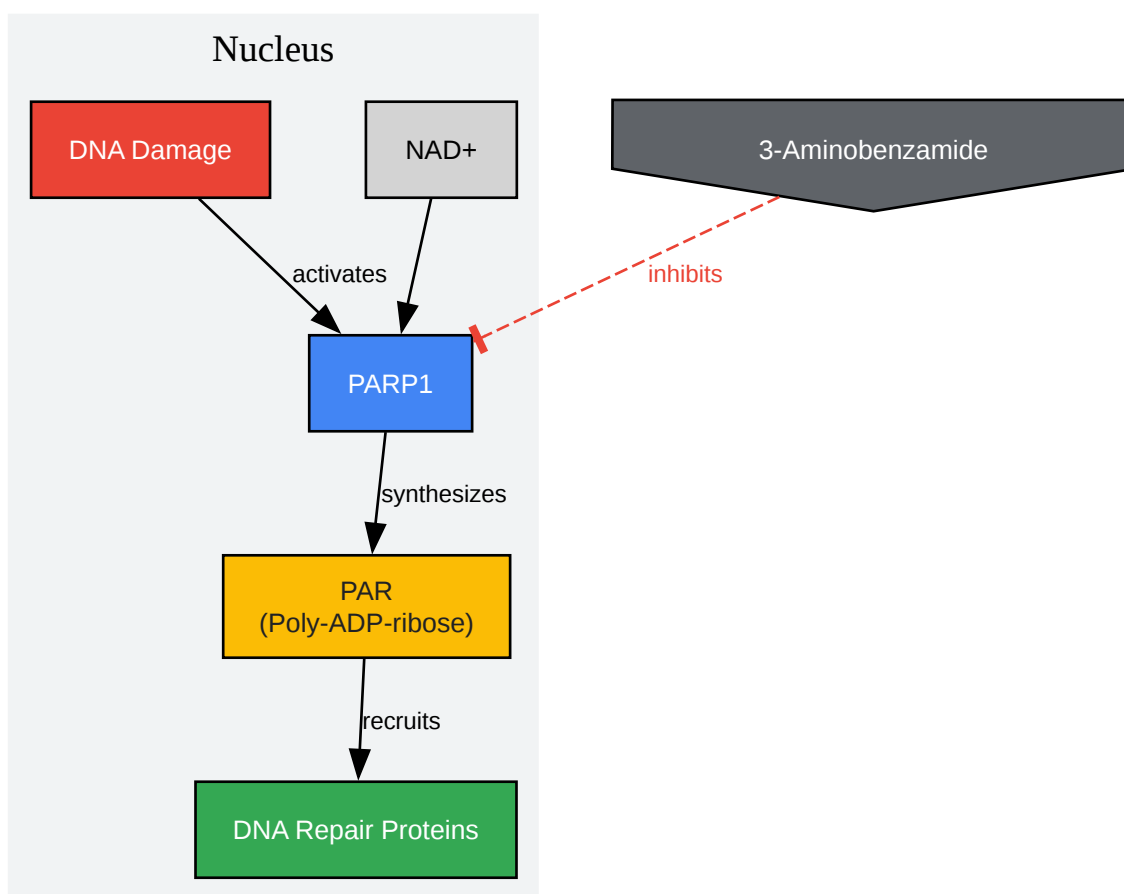 Nucleus
DNA Damage
NAD+
3-Aminobenzamide
activates
inhibits
PARP1
synthesizes
PAR
(Poly-ADP-ribose)
recruits
DNA Repair Proteins